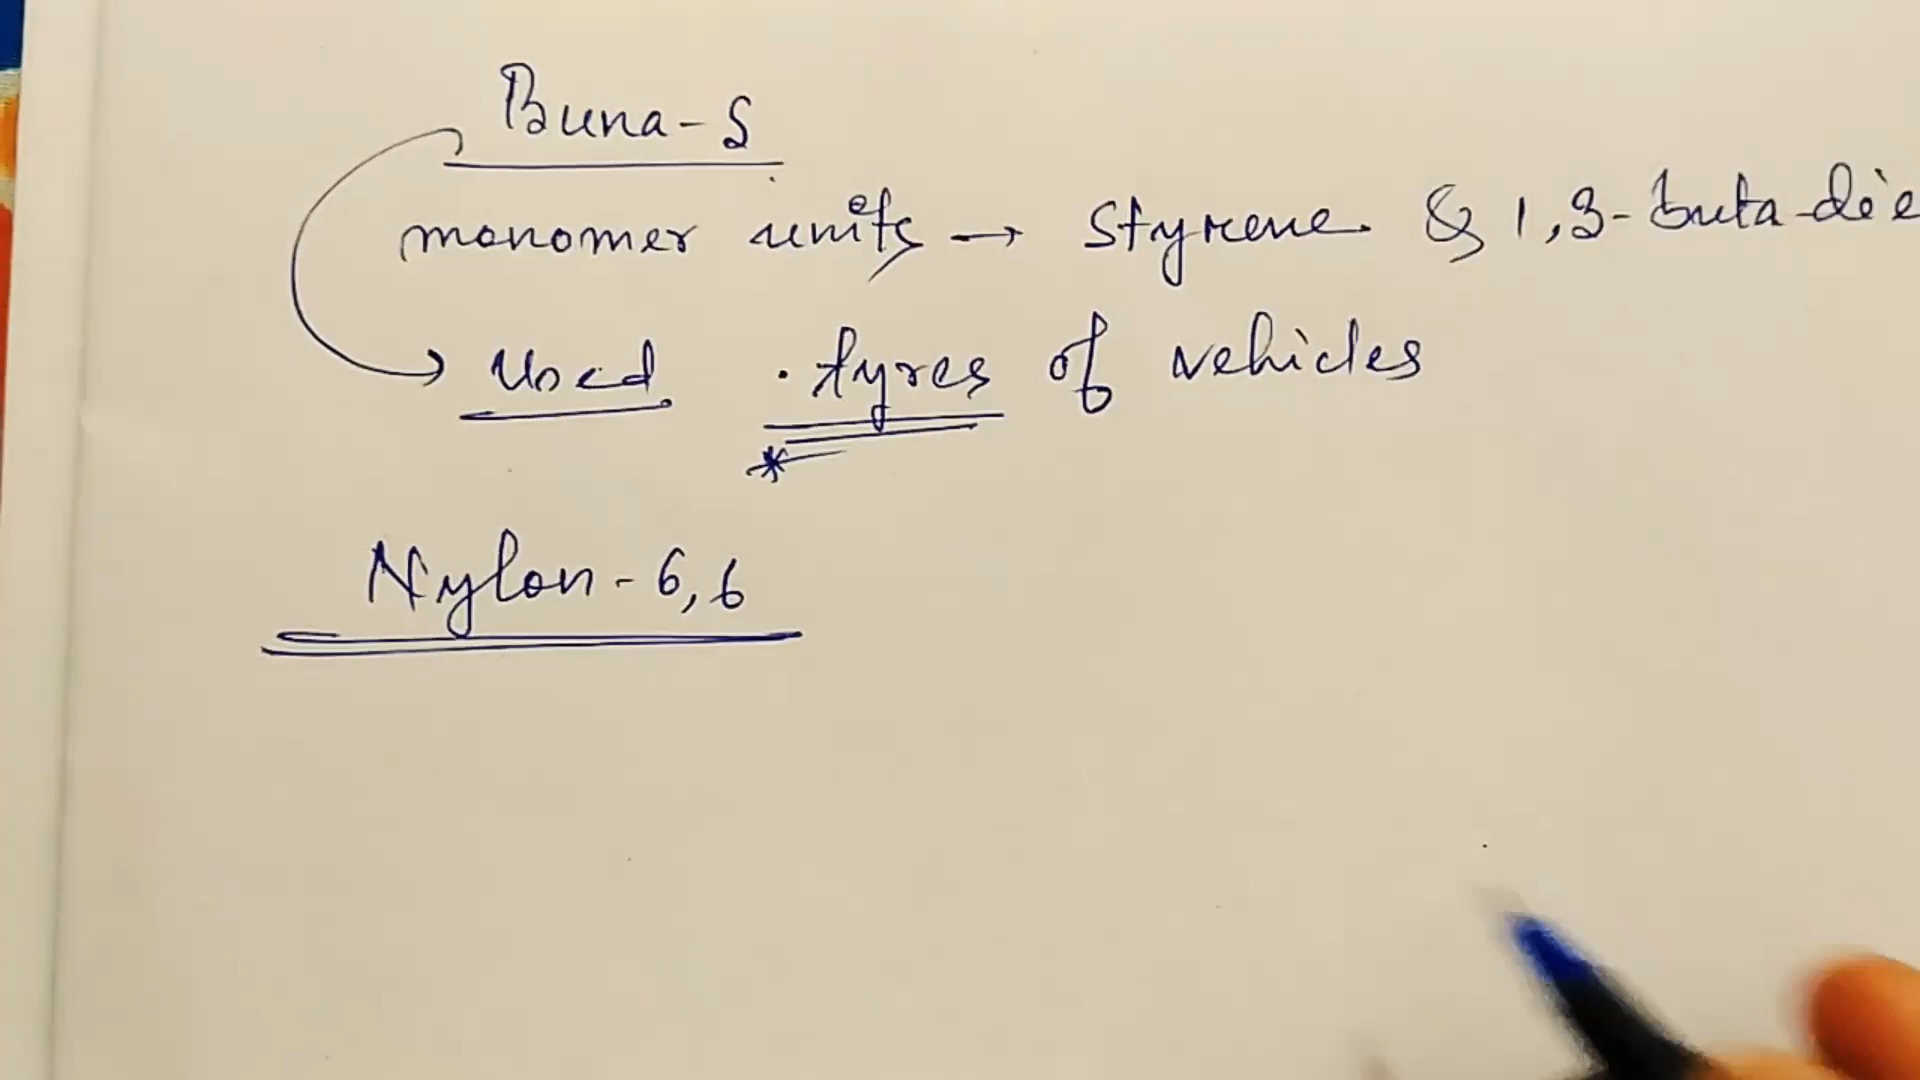 Buna-S
monomer units → Styrene & 1,3-buta-die
Used . tyres of vehicles
*
Nylon-6,6